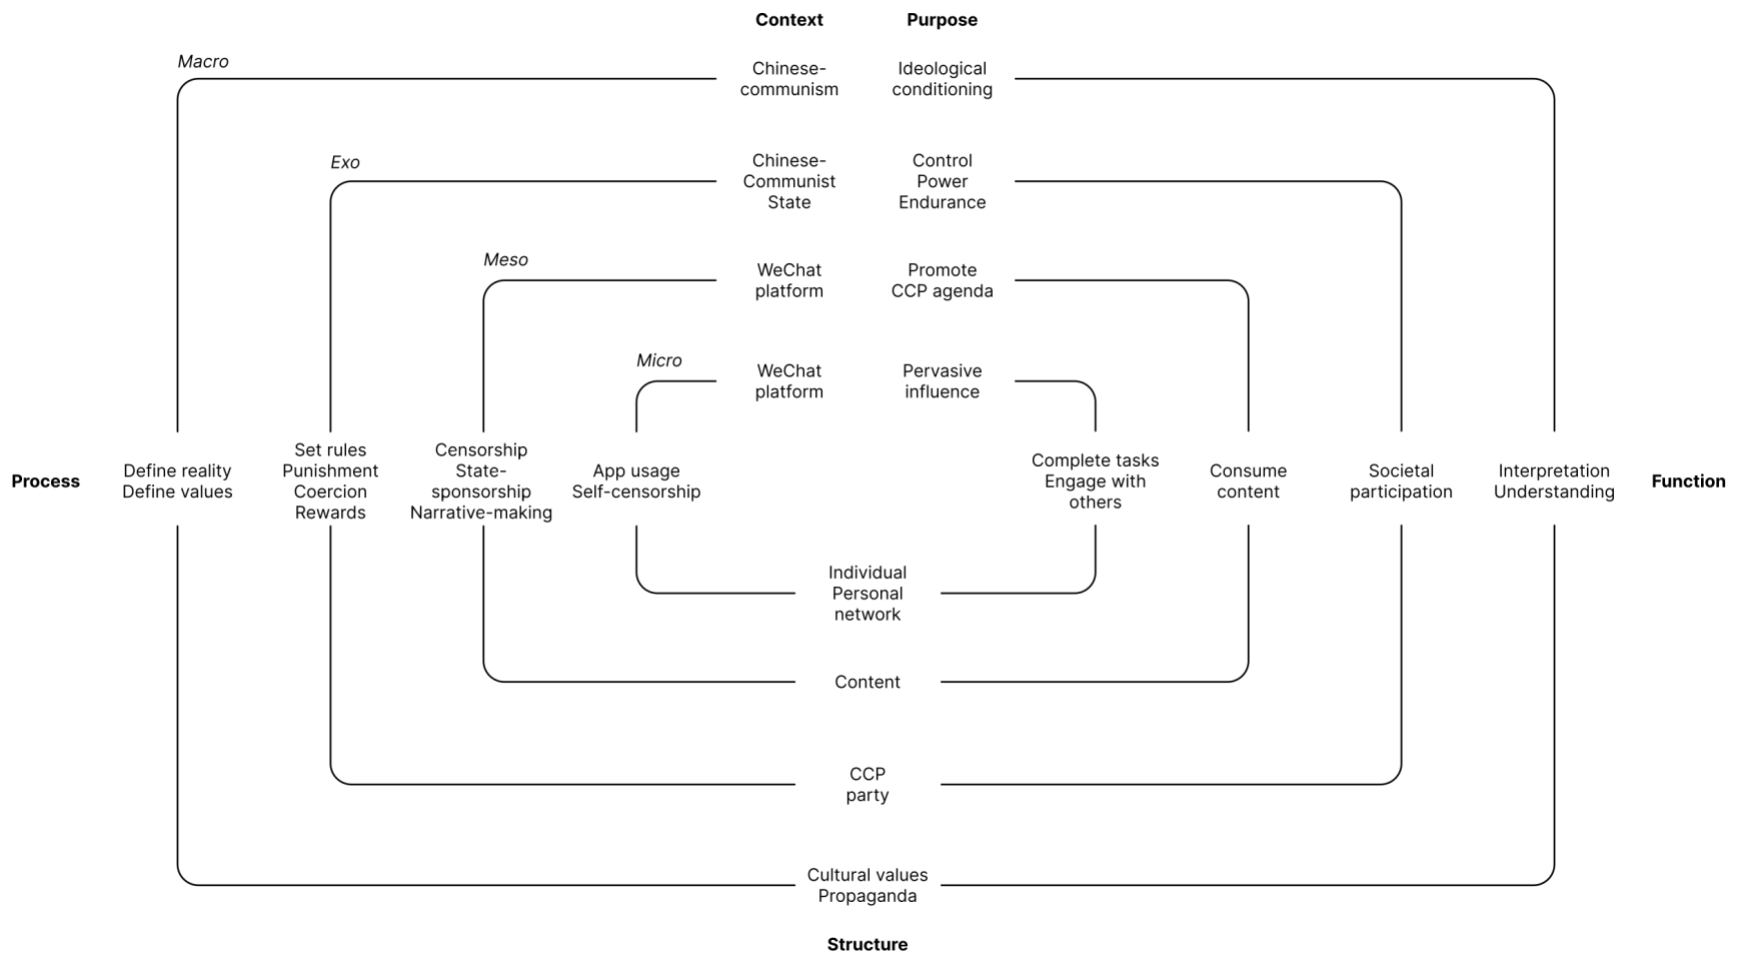 Context
Purpose
Macro
Chinese-
communism
Ideological
conditioning
Exo
Chinese-
Communist
State
Control
Power
Endurance
Meso
WeChat
platform
Promote
CCP agenda
Micro
WeChat
platform
Pervasive
influence
Process
Define reality
Define values
Set rules
Punishment
Coercion
Rewards
Censorship
State-
sponsorship
Narrative-making
App usage
Self-censorship
Complete tasks
Engage with
others
Consume
content
Societal
participation
Interpretation
Understanding
Function
Individual
Personal
network
Content
CCP
party
Cultural values
Propaganda
Structure